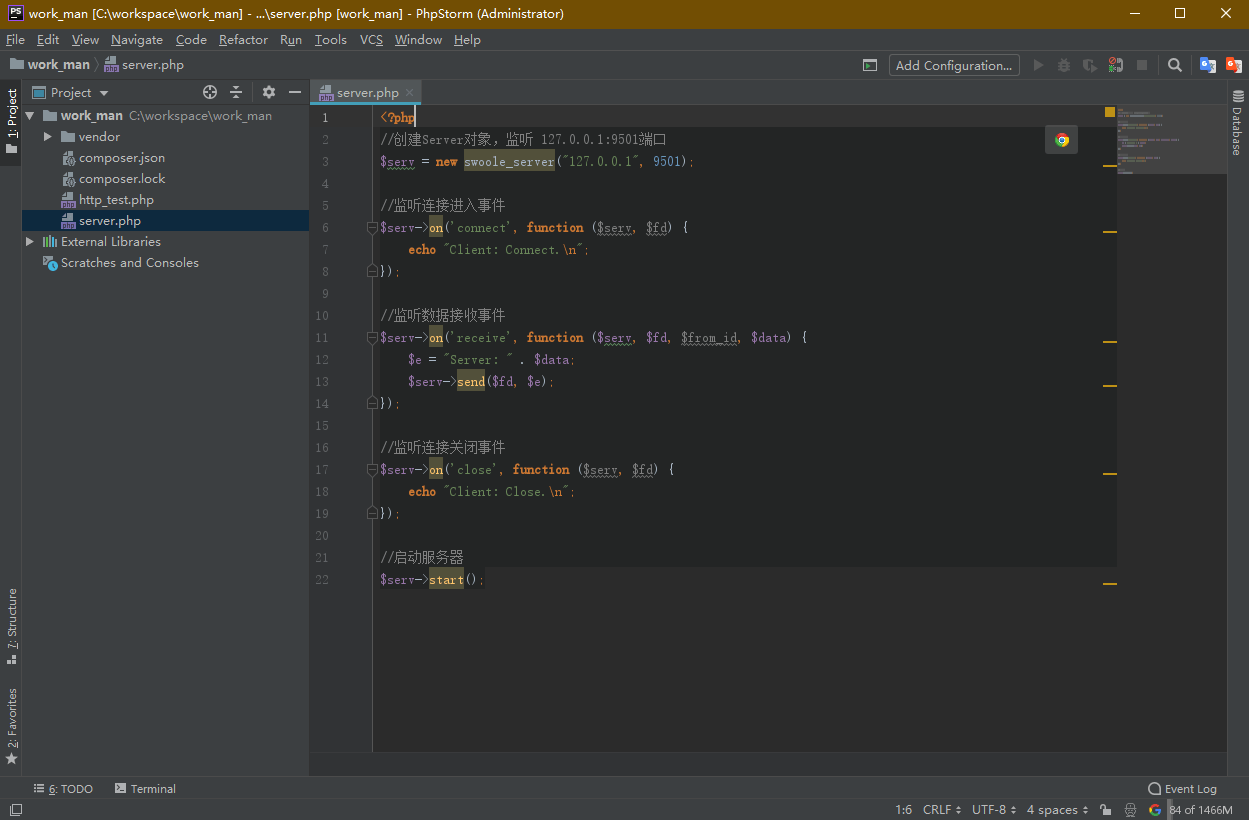 PS work_man [C:\workspace\work_man] - ...\server.php [work_man] - PhpStorm (Administrator)
File Edit View Navigate Code Refactor Run Tools VCS Window Help
work_man server.php Add Configuration...
1: Project
Project
server.php
Database
work_man C:\workspace\work_man
vendor
composer.json
composer.lock
http_test.php
server.php
External Libraries
Scratches and Consoles
1 <?php
2 //创建Server对象，监听 127.0.0.1:9501端口
3 $serv = new swoole_server("127.0.0.1", 9501);
4
5 //监听连接进入事件
6 $serv->on('connect', function ($serv, $fd) {
7 echo "Client: Connect.\n";
8 });
9
10 //监听数据接收事件
11 $serv->on('receive', function ($serv, $fd, $from_id, $data) {
12 $e = "Server: " . $data;
13 $serv->send($fd, $e);
14 });
15
16 //监听连接关闭事件
17 $serv->on('close', function ($serv, $fd) {
18 echo "Client: Close.\n";
19 });
20
21 //启动服务器
22 $serv->start();
7: Structure
2: Favorites
6: TODO Terminal Event Log
1:6 CRLF UTF-8 4 spaces 84 of 1466M